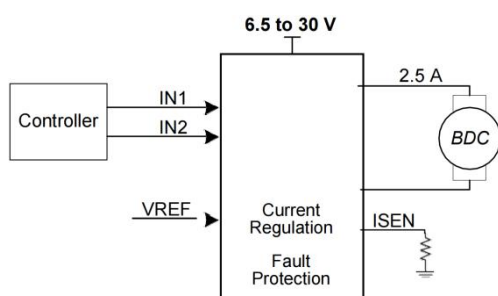 6.5 to 30 V
Controller
IN1
IN2
2.5 A
BDC
VREF
Current
Regulation
ISEN
Fault
Protection